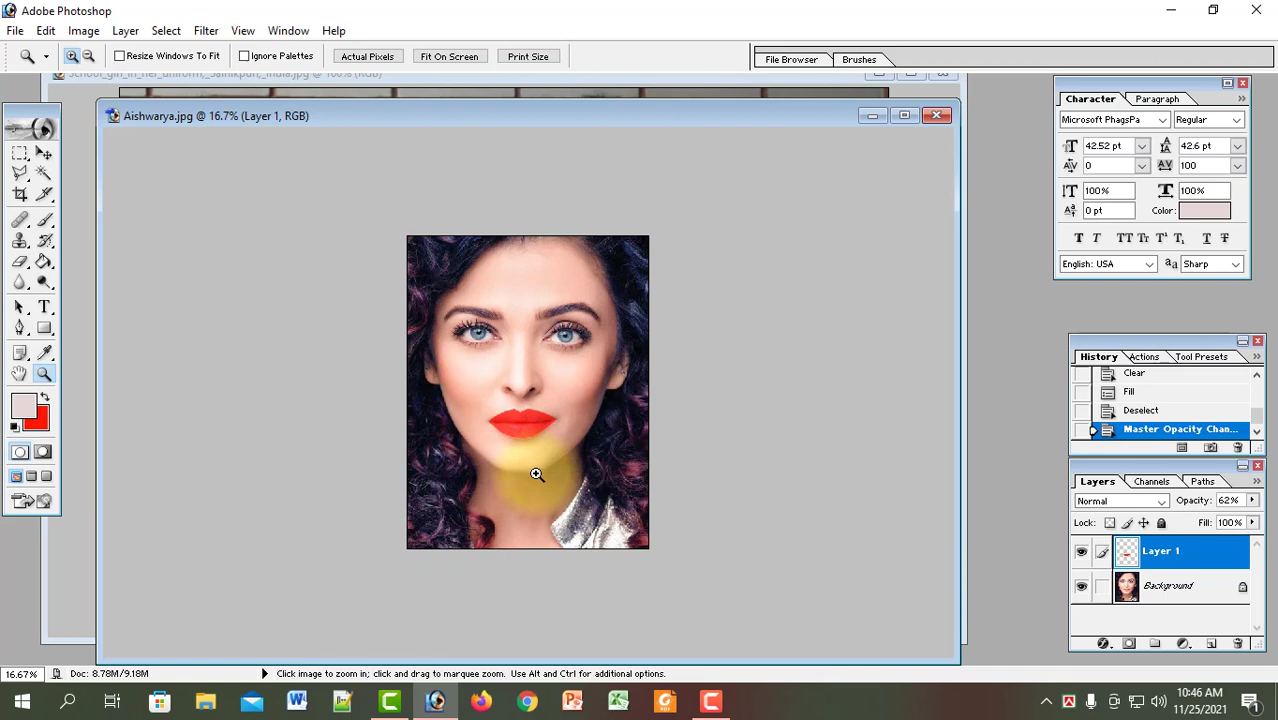 Adobe Photoshop
File Edit Image Layer Select Filter View Window Help
Resize Windows To Fit Ignore Palettes Actual Pixels Fit On Screen Print Size File Browser Brushes
Aishwarya.jpg @ 16.7% (Layer 1, RGB)
Character Paragraph
Microsoft PhagsPa Regular
42.52 pt 42.6 pt
0 100
100% 100%
0 pt Color:
T T TT Tr T¹ T₁ T T
English: USA aa Sharp
History Actions Tool Presets
Clear
Fill
Deselect
Master Opacity Chan...
Layers Channels Paths
Normal Opacity: 62%
Lock: Fill: 100%
Layer 1
Background
16.67% Doc: 8.78M/9.18M Click image to zoom in; click and drag to marquee zoom. Use Alt and Ctrl for additional options.
10:46 AM
11/25/2021